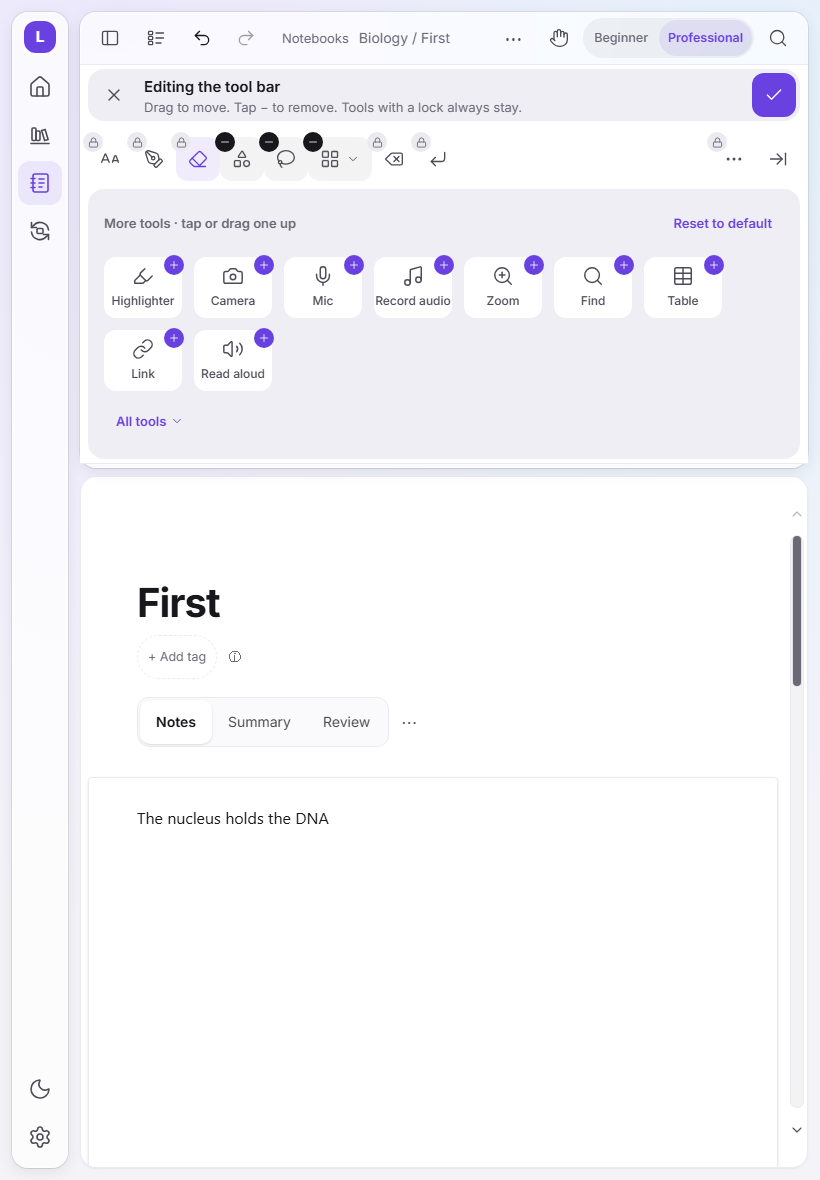 L
Notebooks Biology / First
Beginner Professional
Editing the tool bar
Drag to move. Tap − to remove. Tools with a lock always stay.
AA
More tools · tap or drag one up
Reset to default
Highlighter Camera Mic Record audio Zoom Find Table
Link Read aloud
All tools
First
+ Add tag
Notes Summary Review
The nucleus holds the DNA